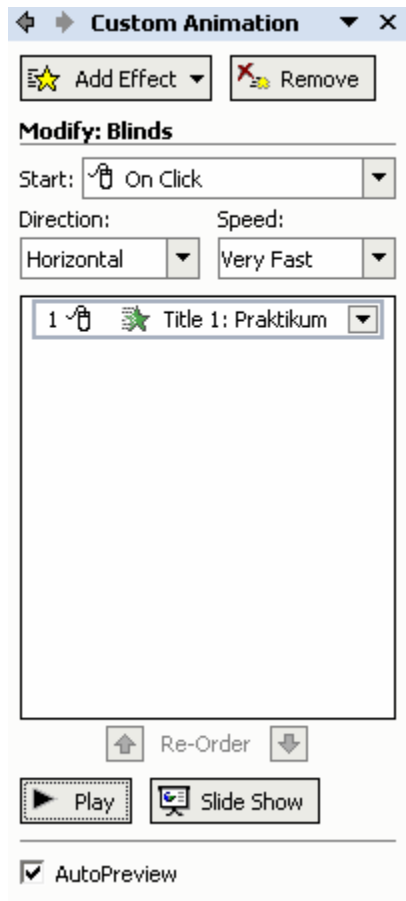 Custom Animation
Add Effect Remove
Modify: Blinds
Start: On Click
Direction: Speed:
Horizontal Very Fast
1 Title 1: Praktikum
Re-Order
Play Slide Show
AutoPreview